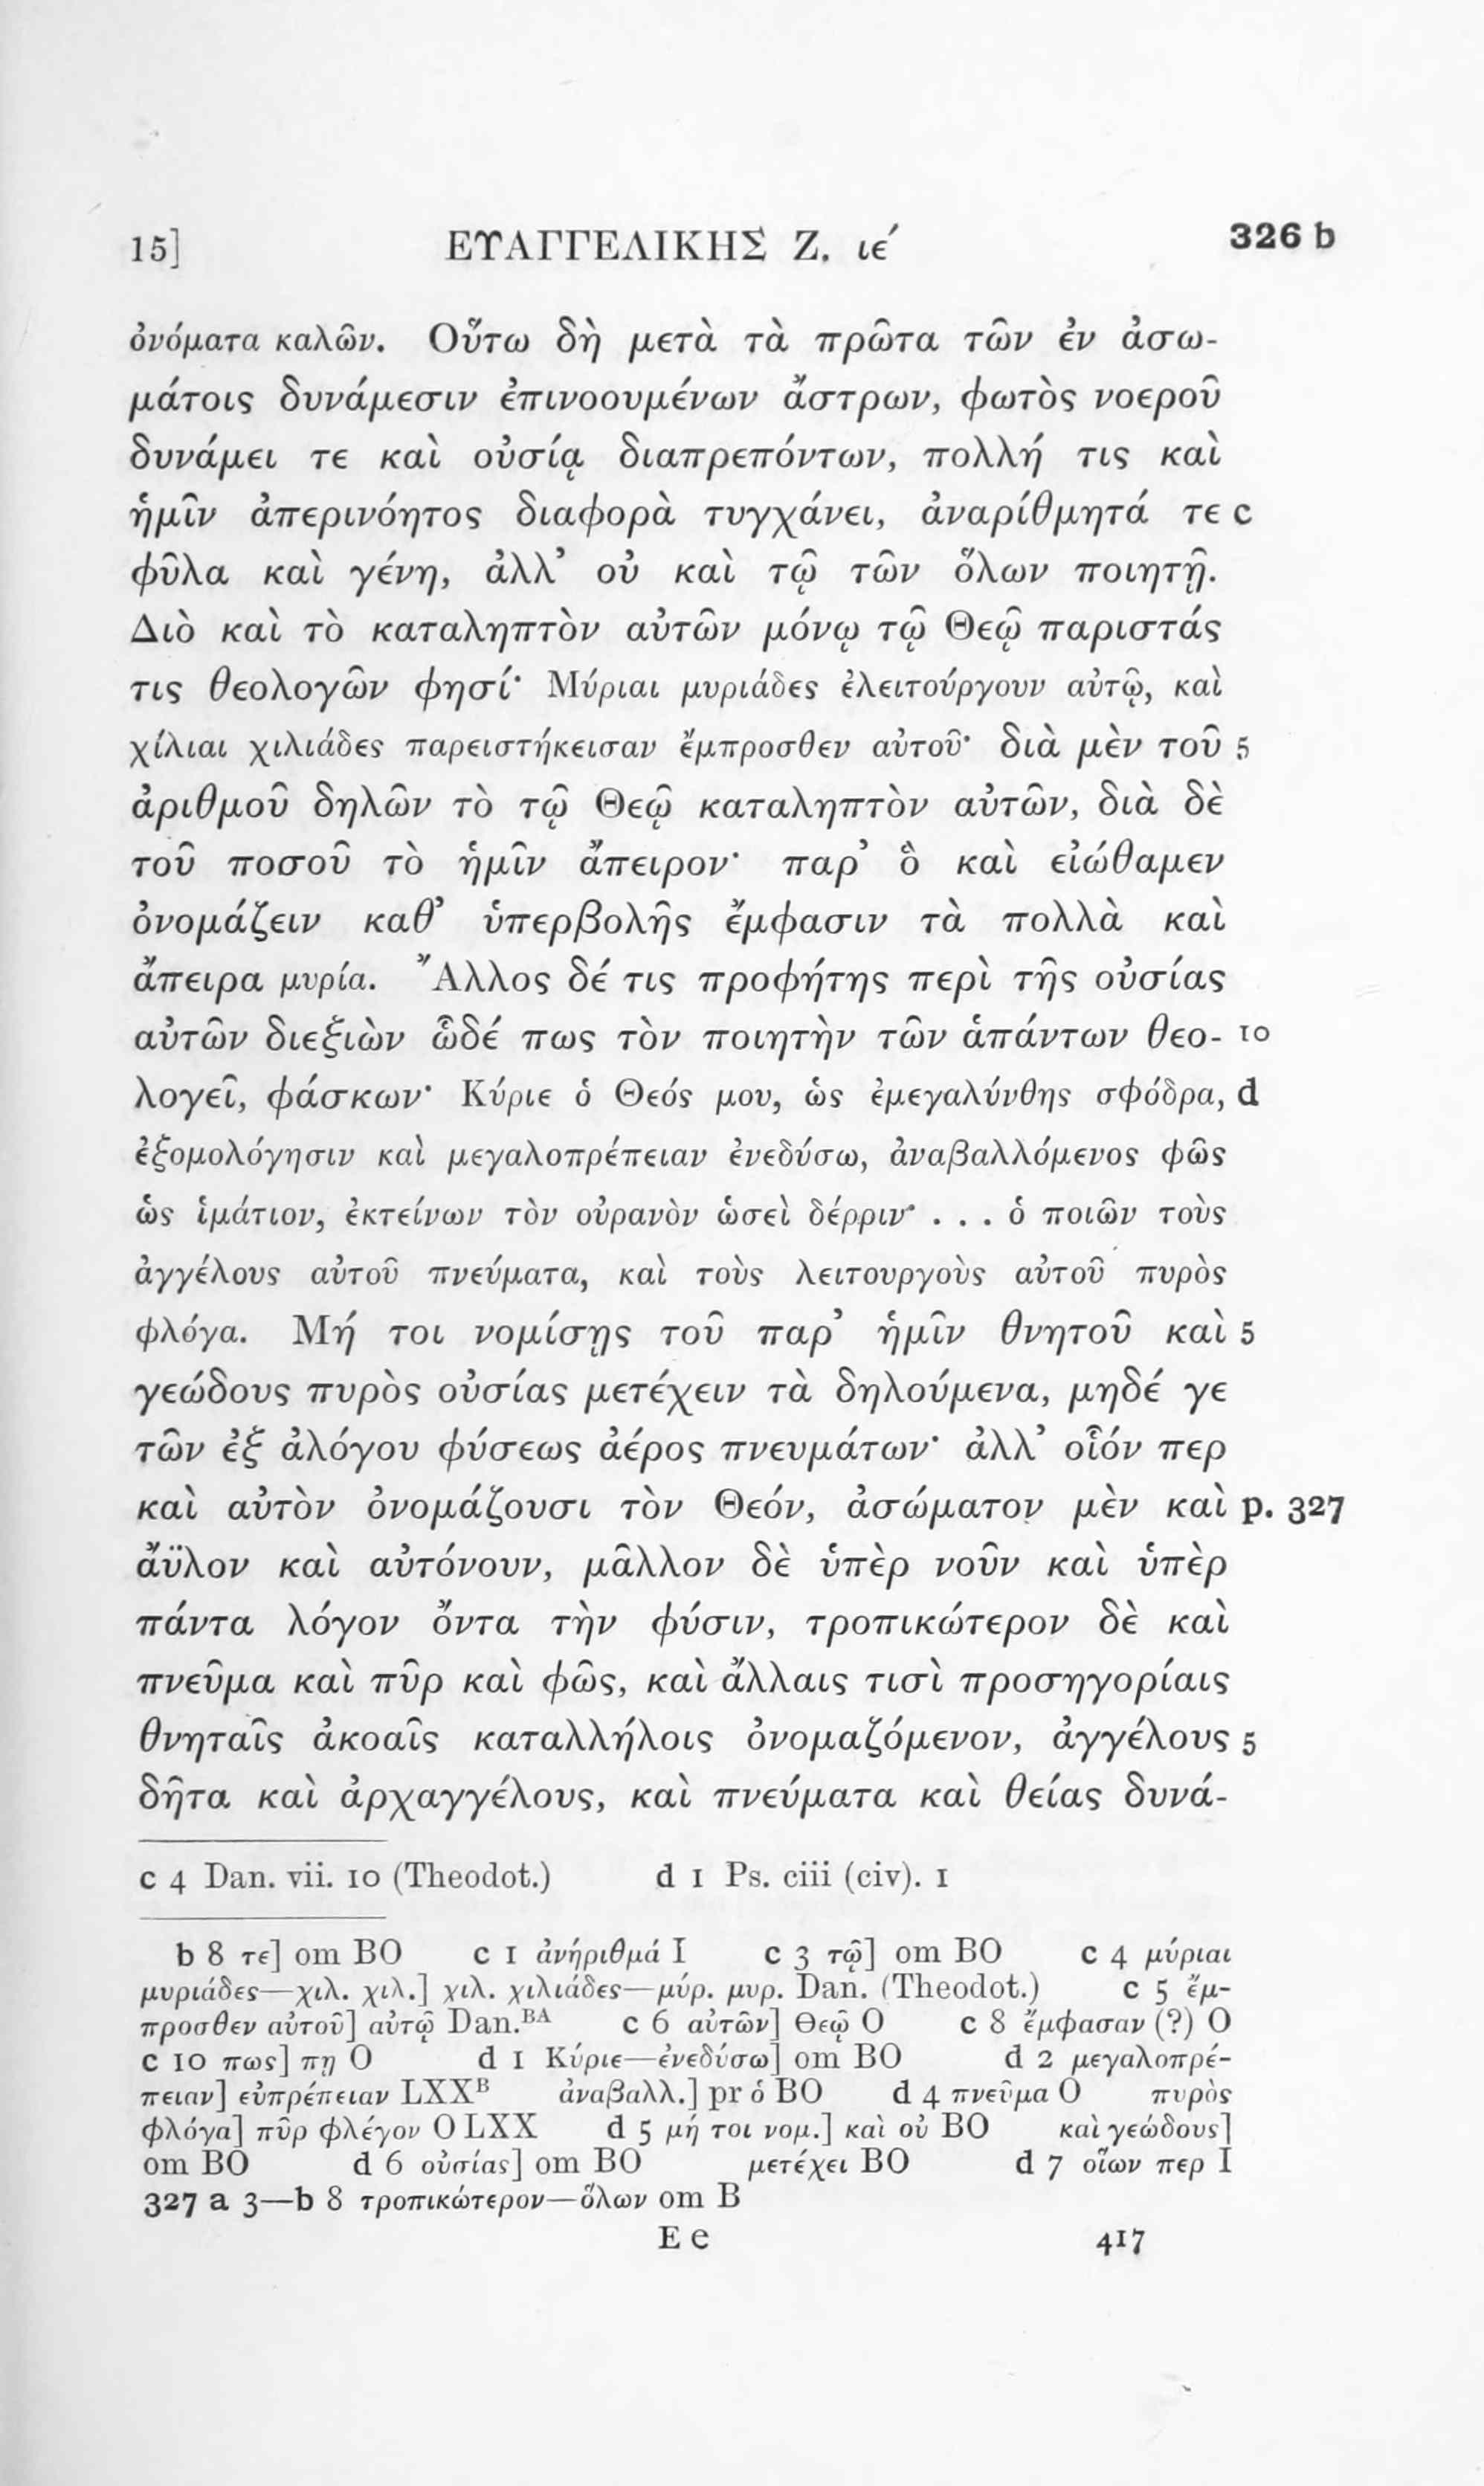 15] ΕΥΑΓΓΕΛΙΚΗΣ Ζ. ιε´ 326 b
ὀνόματα καλῶν. Οὕτω δὴ μετὰ τὰ πρῶτα τῶν ἐν ἀσω-
μάτοις δυνάμεσιν ἐπινοουμένων ἄστρων, φωτὸς νοεροῦ
δυνάμει τε καὶ οὐσίᾳ διαπρεπόντων, πολλή τις καὶ
ἡμῖν ἀπερινόητος διαφορὰ τυγχάνει, ἀναρίθμητά τε c
φῦλα καὶ γένη, ἀλλ’ οὐ καὶ τῷ τῶν ὅλων ποιητῇ.
Διὸ καὶ τὸ καταληπτὸν αὐτῶν μόνῳ τῷ Θεῷ παριστάς
τις θεολογῶν φησί· Μύριαι μυριάδες ἐλειτούργουν αὐτῷ, καὶ
χίλιαι χιλιάδες παρειστήκεισαν ἔμπροσθεν αὐτοῦ· διὰ μὲν τοῦ 5
ἀριθμοῦ δηλῶν τὸ τῷ Θεῷ καταληπτὸν αὐτῶν, διὰ δὲ
τοῦ ποσοῦ τὸ ἡμῖν ἄπειρον· παρ’ ὃ καὶ εἰώθαμεν
ὀνομάζειν καθ’ ὑπερβολῆς ἔμφασιν τὰ πολλὰ καὶ
ἄπειρα μυρία. Ἄλλος δέ τις προφήτης περὶ τῆς οὐσίας
αὐτῶν διεξιὼν ὧδέ πως τὸν ποιητὴν τῶν ἁπάντων θεο- 10
λογεῖ, φάσκων· Κύριε ὁ Θεός μου, ὡς ἐμεγαλύνθης σφόδρα, d
ἐξομολόγησιν καὶ μεγαλοπρέπειαν ἐνεδύσω, ἀναβαλλόμενος φῶς
ὡς ἱμάτιον, ἐκτείνων τὸν οὐρανὸν ὡσεὶ δέρριν· . . . ὁ ποιῶν τοὺς
ἀγγέλους αὐτοῦ πνεύματα, καὶ τοὺς λειτουργοὺς αὐτοῦ πυρὸς
φλόγα. Μή τοι νομίσῃς τοῦ παρ’ ἡμῖν θνητοῦ καὶ 5
γεώδους πυρὸς οὐσίας μετέχειν τὰ δηλούμενα, μηδέ γε
τῶν ἐξ ἀλόγου φύσεως ἀέρος πνευμάτων· ἀλλ’ οἷόν περ
καὶ αὐτὸν ὀνομάζουσι τὸν Θεόν, ἀσώματον μὲν καὶ p. 327
ἄϋλον καὶ αὐτόνουν, μᾶλλον δὲ ὑπὲρ νοῦν καὶ ὑπὲρ
πάντα λόγον ὄντα τὴν φύσιν, τροπικώτερον δὲ καὶ
πνεῦμα καὶ πῦρ καὶ φῶς, καὶ ἄλλαις τισὶ προσηγορίαις
θνηταῖς ἀκοαῖς καταλλήλοις ὀνομαζόμενον, ἀγγέλους 5
δῆτα καὶ ἀρχαγγέλους, καὶ πνεύματα καὶ θείας δυνά-
c 4 Dan. vii. 10 (Theodot.) d 1 Ps. ciii (civ). 1
b 8 τε] om BO c 1 ἀνήριθμά I c 3 τῷ] om BO c 4 μύριαι
μυριάδες—χιλ. χιλ.] χιλ. χιλιάδες—μύρ. μυρ. Dan. (Theodot.) c 5 ἔμ-
προσθεν αὐτοῦ] αὐτῷ Dan.ᴮᴬ c 6 αὐτῶν] Θεῷ O c 8 ἔμφασαν (?) O
c 10 πως] πῃ O d 1 Κύριε—ἐνεδύσω] om BO d 2 μεγαλοπρέ-
πειαν] εὐπρέπειαν LXXᴮ ἀναβαλλ.] pr ὁ BO d 4 πνεῦμα O πυρὸς
φλόγα] πῦρ φλέγον O LXX d 5 μή τοι νομ.] καὶ οὐ BO καὶ γεώδους]
om BO d 6 οὐσίας] om BO μετέχει BO d 7 οἵων περ I
327 a 3—b 8 τροπικώτερον—ὅλων om B
E e 417